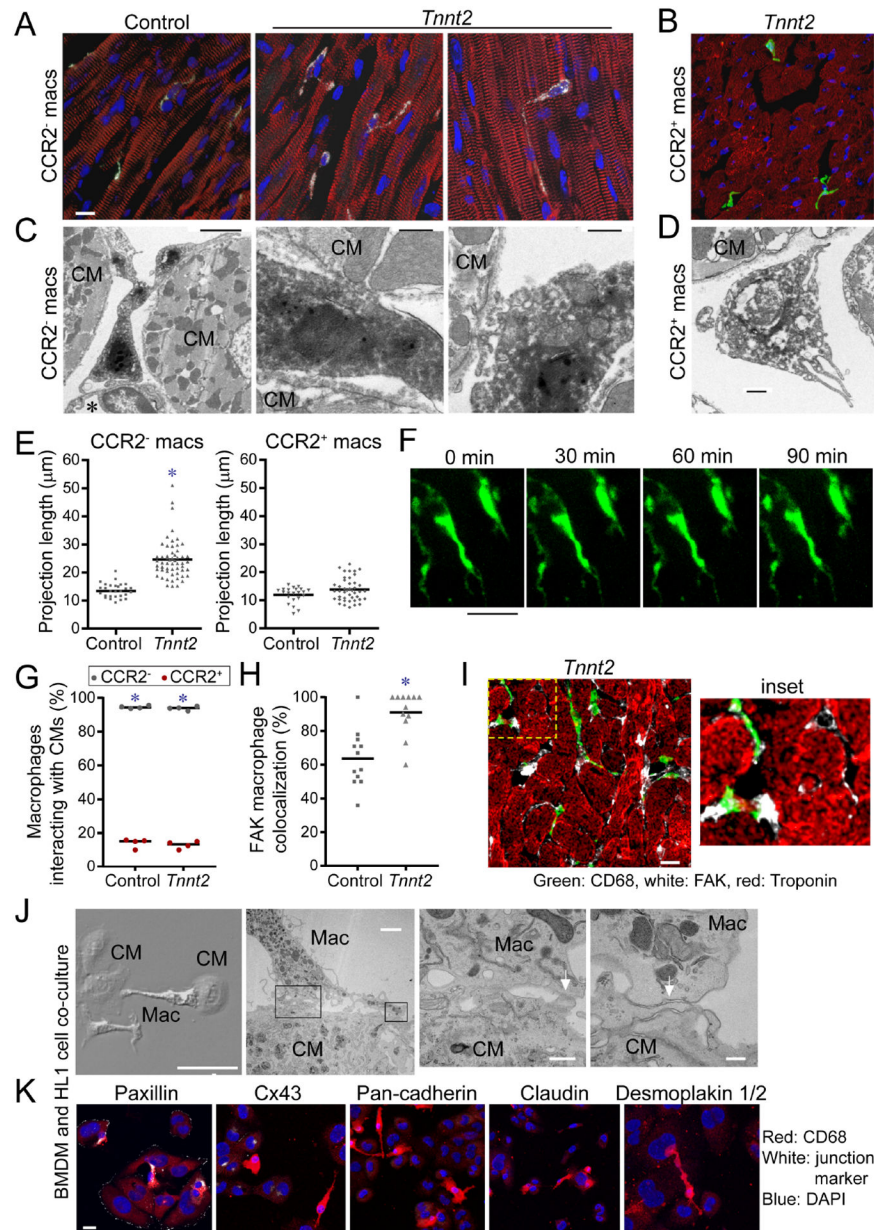 A
Control
Tnnt2
CCR2⁻ macs
B
Tnnt2
CCR2⁺ macs
C
CCR2⁻ macs
CM
CM
*
CM
CM
CM
D
CCR2⁺ macs
CM
E
CCR2⁻ macs
Projection length (μm)
60
50
40
30
20
10
0
*
Control Tnnt2
CCR2⁺ macs
Projection length (μm)
60
50
40
30
20
10
0
Control Tnnt2
F
0 min 30 min 60 min 90 min
G
CCR2⁻ CCR2⁺
Macrophages
interacting with CMs (%)
100
80
60
40
20
0
* *
Control Tnnt2
H
FAK macrophage
colocalization (%)
100
80
60
40
20
0
*
Control Tnnt2
I
Tnnt2
inset
Green: CD68, white: FAK, red: Troponin
J
BMDM and HL1 cell co-culture
CM
CM
Mac
Mac
CM
Mac
CM
Mac
CM
K
Paxillin Cx43 Pan-cadherin Claudin Desmoplakin 1/2
Red: CD68
White: junction
marker
Blue: DAPI